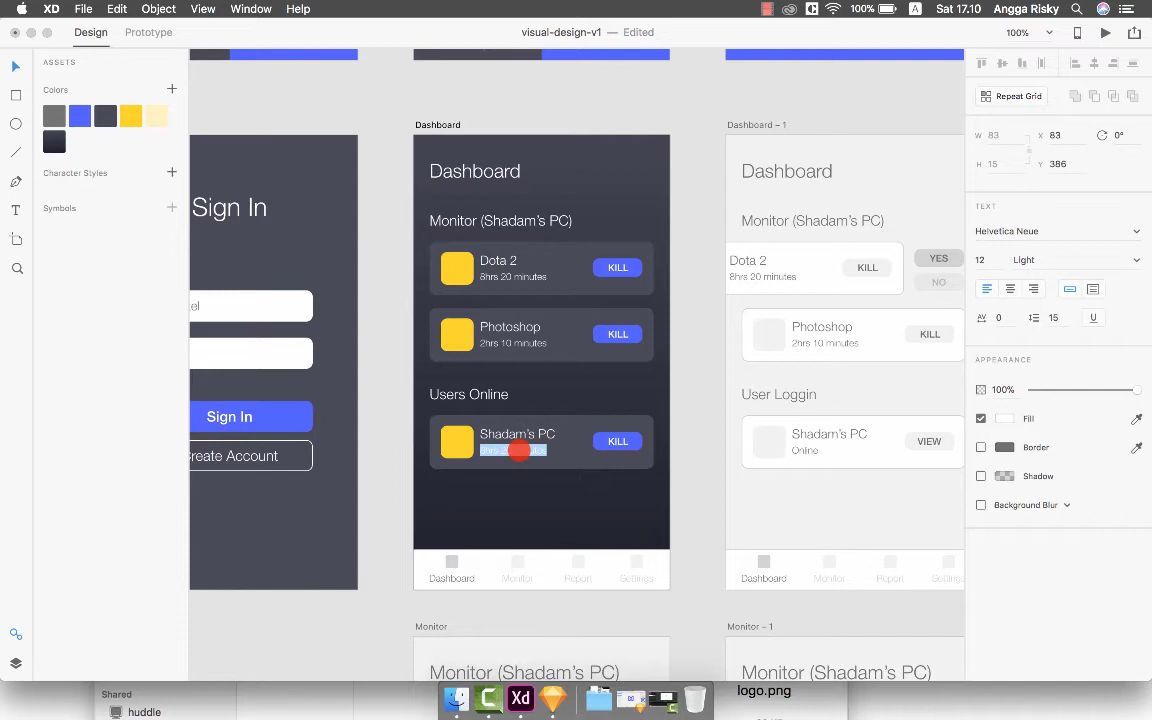 XD File Edit Object View Window Help
100% A Sat 17.10 Angga Risky
Design Prototype
visual-design-v1 — Edited
100%
ASSETS
Colors
Character Styles
Symbols
Sign In
tel
Sign In
Create Account
Dashboard
Dashboard
Monitor (Shadam's PC)
Dota 2
8hrs 20 minutes
KILL
Photoshop
2hrs 10 minutes
KILL
Users Online
Shadam's PC
KILL
Dashboard Monitor Report Settings
Dashboard – 1
Dashboard
Monitor (Shadam's PC)
Dota 2
8hrs 20 minutes
KILL
YES
NO
Photoshop
2hrs 10 minutes
KILL
User Loggin
Shadam's PC
Online
VIEW
Dashboard Monitor Report Settings
Monitor
Monitor (Shadam's PC)
Monitor – 1
Monitor (Shadam's PC)
Repeat Grid
W 83 X 83 0°
H 15 Y 386
TEXT
Helvetica Neue
12 Light
AV 0 15 U
APPEARANCE
100%
Fill
Border
Shadow
Background Blur
Shared
huddle
Xd
logo.png